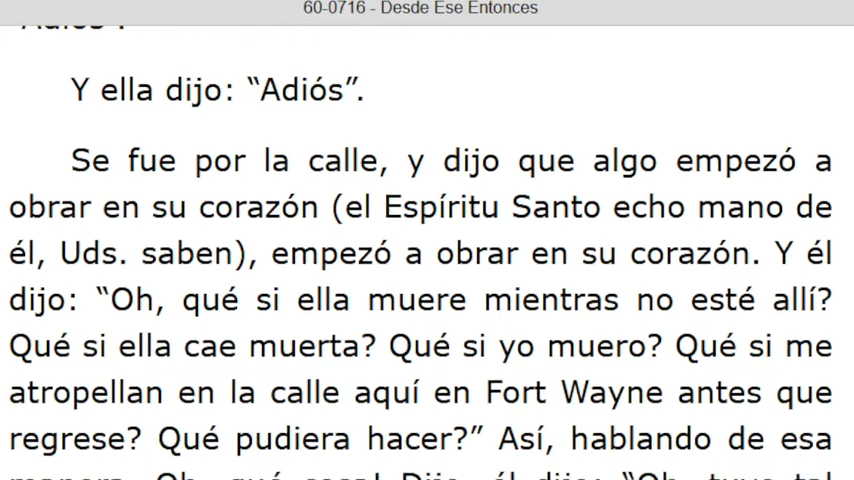 60-0716 - Desde Ese Entonces
Y ella dijo: “Adiós”.
Se fue por la calle, y dijo que algo empezó a
obrar en su corazón (el Espíritu Santo echo mano de
él, Uds. saben), empezó a obrar en su corazón. Y él
dijo: “Oh, qué si ella muere mientras no esté allí?
Qué si ella cae muerta? Qué si yo muero? Qué si me
atropellan en la calle aquí en Fort Wayne antes que
regrese? Qué pudiera hacer?” Así, hablando de esa